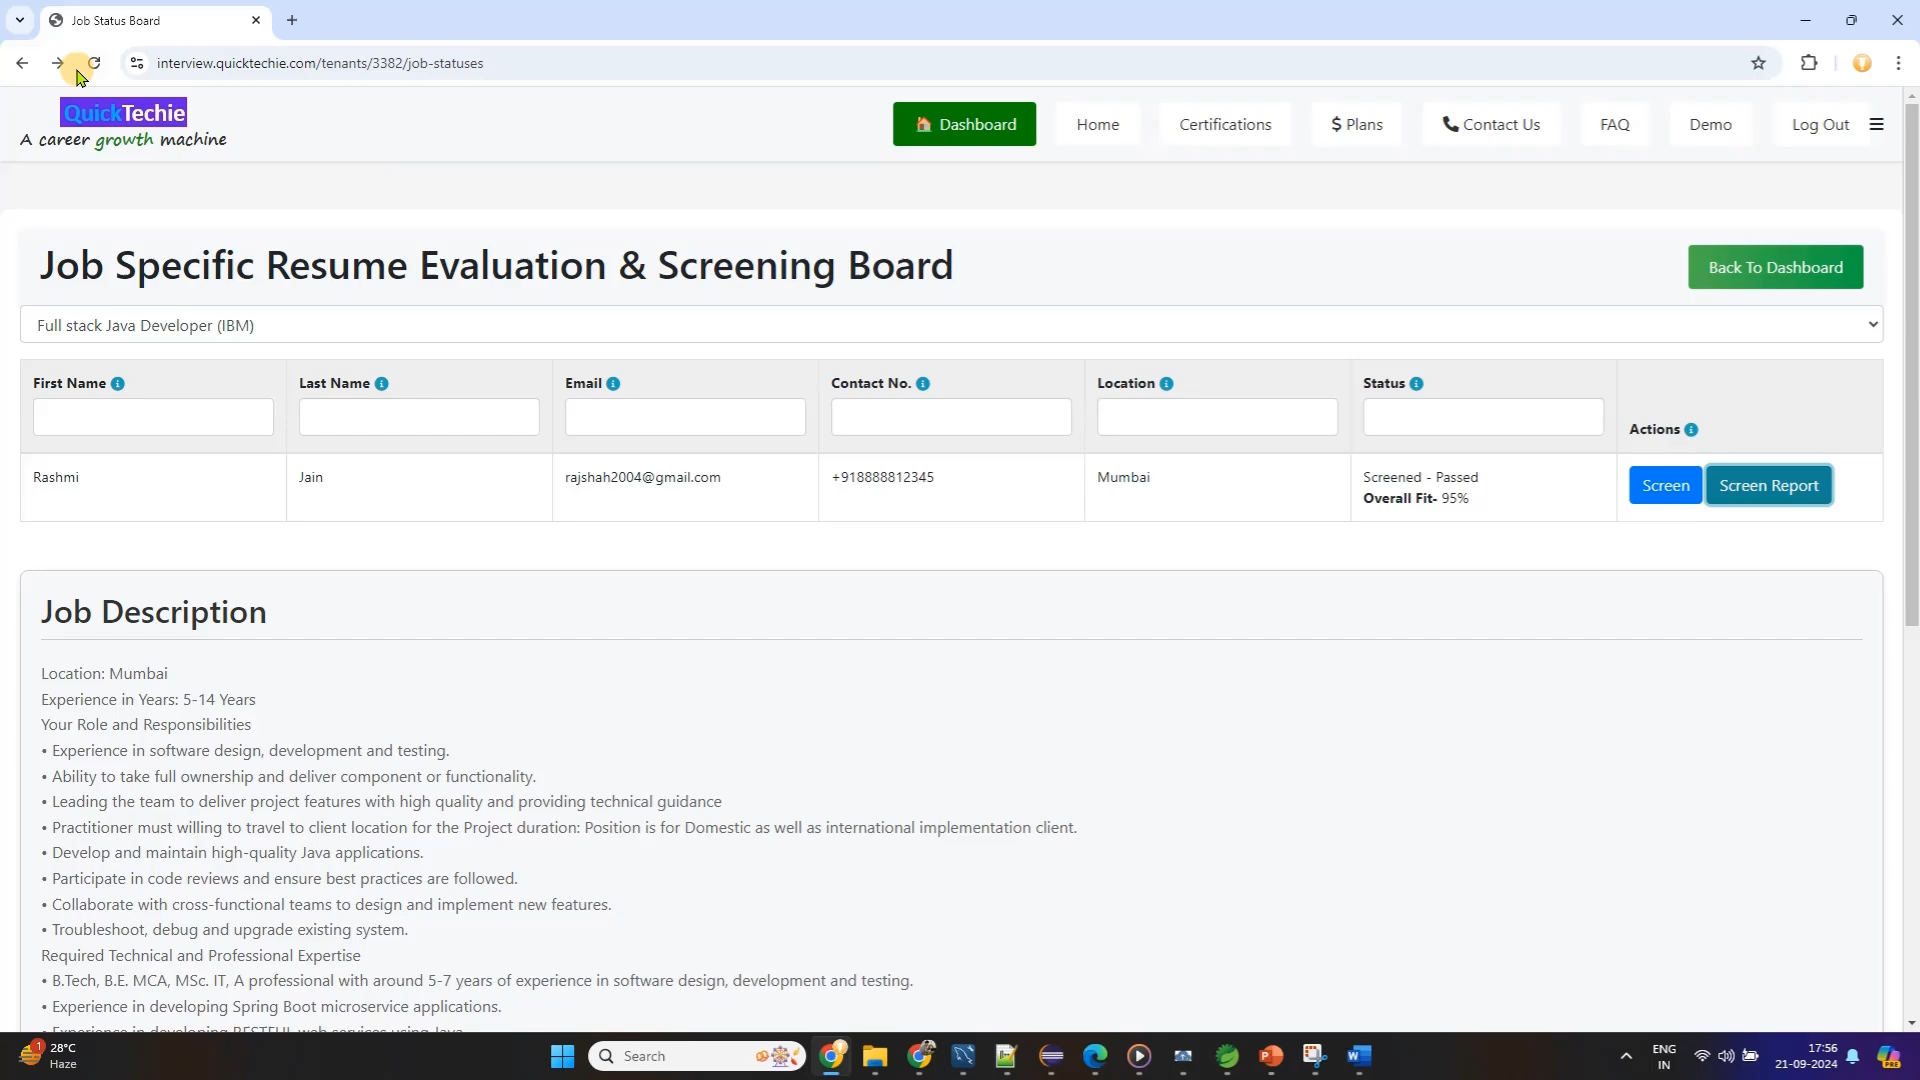 Job Status Board
interview.quicktechie.com/tenants/3382/job-statuses
QuickTechie
A career growth machine
Dashboard
Home
Certifications
$ Plans
Contact Us
FAQ
Demo
Log Out
Job Specific Resume Evaluation & Screening Board
Back To Dashboard
Full stack Java Developer (IBM)
First Name
Last Name
Email
Contact No.
Location
Status
Actions
Rashmi
Jain
rajshah2004@gmail.com
+918888812345
Mumbai
Screened - Passed
Overall Fit- 95%
Screen
Screen Report
Job Description
Location: Mumbai
Experience in Years: 5-14 Years
Your Role and Responsibilities
• Experience in software design, development and testing.
• Ability to take full ownership and deliver component or functionality.
• Leading the team to deliver project features with high quality and providing technical guidance
• Practitioner must willing to travel to client location for the Project duration: Position is for Domestic as well as international implementation client.
• Develop and maintain high-quality Java applications.
• Participate in code reviews and ensure best practices are followed.
• Collaborate with cross-functional teams to design and implement new features.
• Troubleshoot, debug and upgrade existing system.
Required Technical and Professional Expertise
• B.Tech, B.E. MCA, MSc. IT, A professional with around 5-7 years of experience in software design, development and testing.
• Experience in developing Spring Boot microservice applications.
• Experience in developing RESTFUL web services using Java
1
28°C
Haze
Search
ENG
IN
17:56
21-09-2024